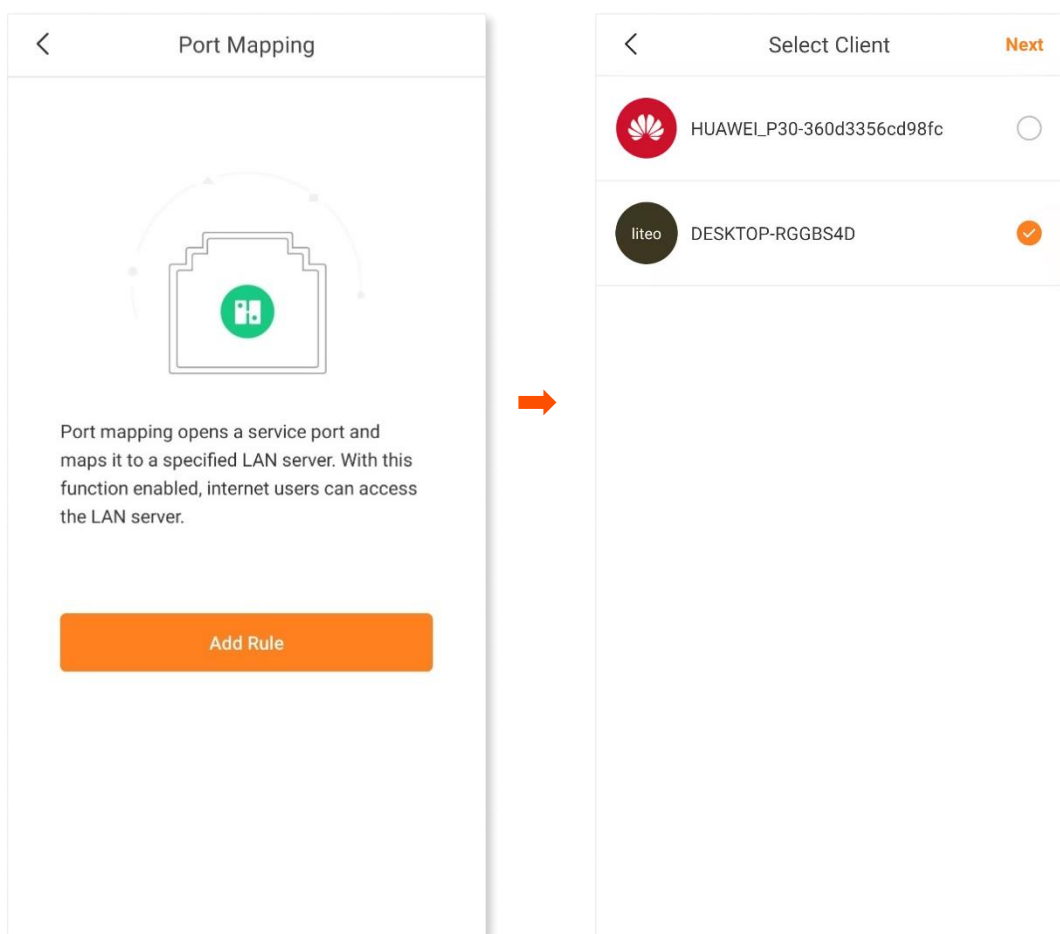 Port Mapping
Port mapping opens a service port and
maps it to a specified LAN server. With this
function enabled, internet users can access
the LAN server.
Add Rule
Select Client
Next
HUAWEI_P30-360d3356cd98fc
liteo
DESKTOP-RGGBS4D